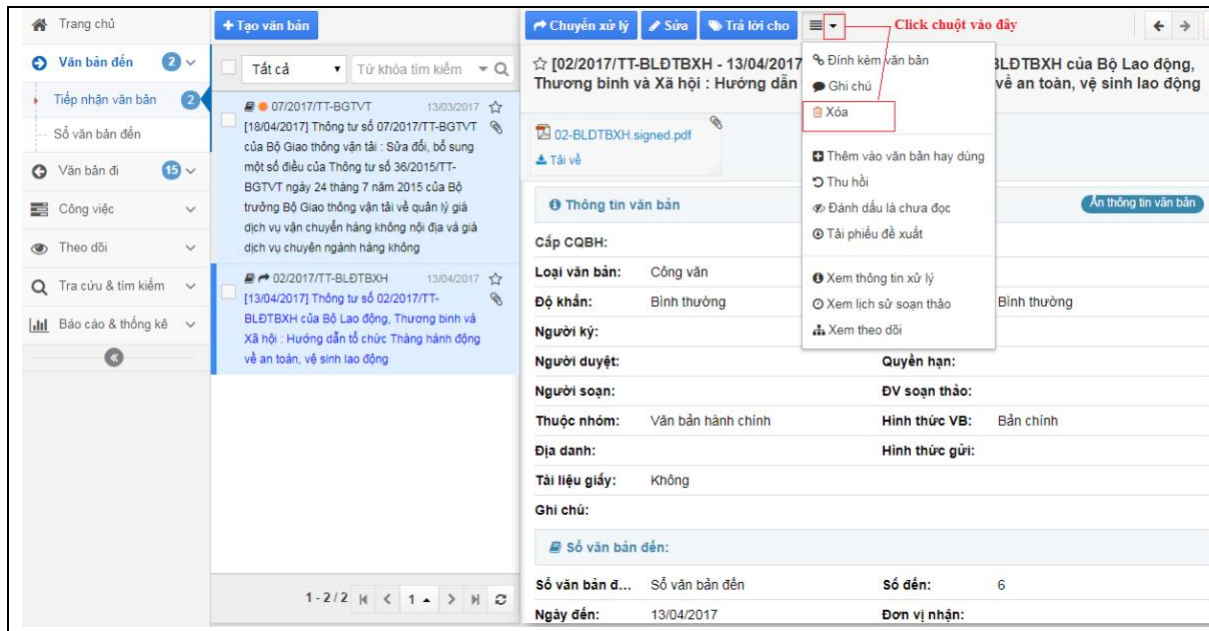 Trang chủ
Văn bản đến 2
Tiếp nhận văn bản 2
Sổ văn bản đến
Văn bản đi 15
Công việc
Theo dõi
Tra cứu & tìm kiếm
Báo cáo & thống kê
+ Tạo văn bản
Tất cả Từ khóa tìm kiếm
07/2017/TT-BGTVT 13/03/2017
[18/04/2017] Thông tư số 07/2017/TT-BGTVT
của Bộ Giao thông vận tải : Sửa đổi, bổ sung
một số điều của Thông tư số 36/2015/TT-
BGTVT ngày 24 tháng 7 năm 2015 của Bộ
trưởng Bộ Giao thông vận tải về quản lý giá
dịch vụ vận chuyển hàng không nội địa và giá
dịch vụ chuyên ngành hàng không
02/2017/TT-BLĐTBXH 13/04/2017
[13/04/2017] Thông tư số 02/2017/TT-
BLĐTBXH của Bộ Lao động, Thương binh và
Xã hội : Hướng dẫn tổ chức Tháng hành động
về an toàn, vệ sinh lao động
1 - 2 / 2 1
Chuyển xử lý Sửa Trả lời cho Click chuột vào đây
[02/2017/TT-BLĐTBXH - 13/04/2017 BLĐTBXH của Bộ Lao động,
Thương binh và Xã hội : Hướng dẫn về an toàn, vệ sinh lao động
02-BLDTBXH.signed.pdf
Tải về
Đính kèm văn bản
Ghi chú
Xóa
Thêm vào văn bản hay dùng
Thu hồi
Đánh dấu là chưa đọc
Tải phiếu đề xuất
Xem thông tin xử lý
Xem lịch sử soạn thảo
Xem theo dõi
Thông tin văn bản Ẩn thông tin văn bản
Cấp CQBH:
Loại văn bản: Công văn
Độ khẩn: Bình thường Bình thường
Người ký:
Người duyệt: Quyền hạn:
Người soạn: ĐV soạn thảo:
Thuộc nhóm: Văn bản hành chính Hình thức VB: Bản chính
Địa danh: Hình thức gửi:
Tài liệu giấy: Không
Ghi chú:
Sổ văn bản đến:
Sổ văn bản đ... Sổ văn bản đến Số đến: 6
Ngày đến: 13/04/2017 Đơn vị nhận: